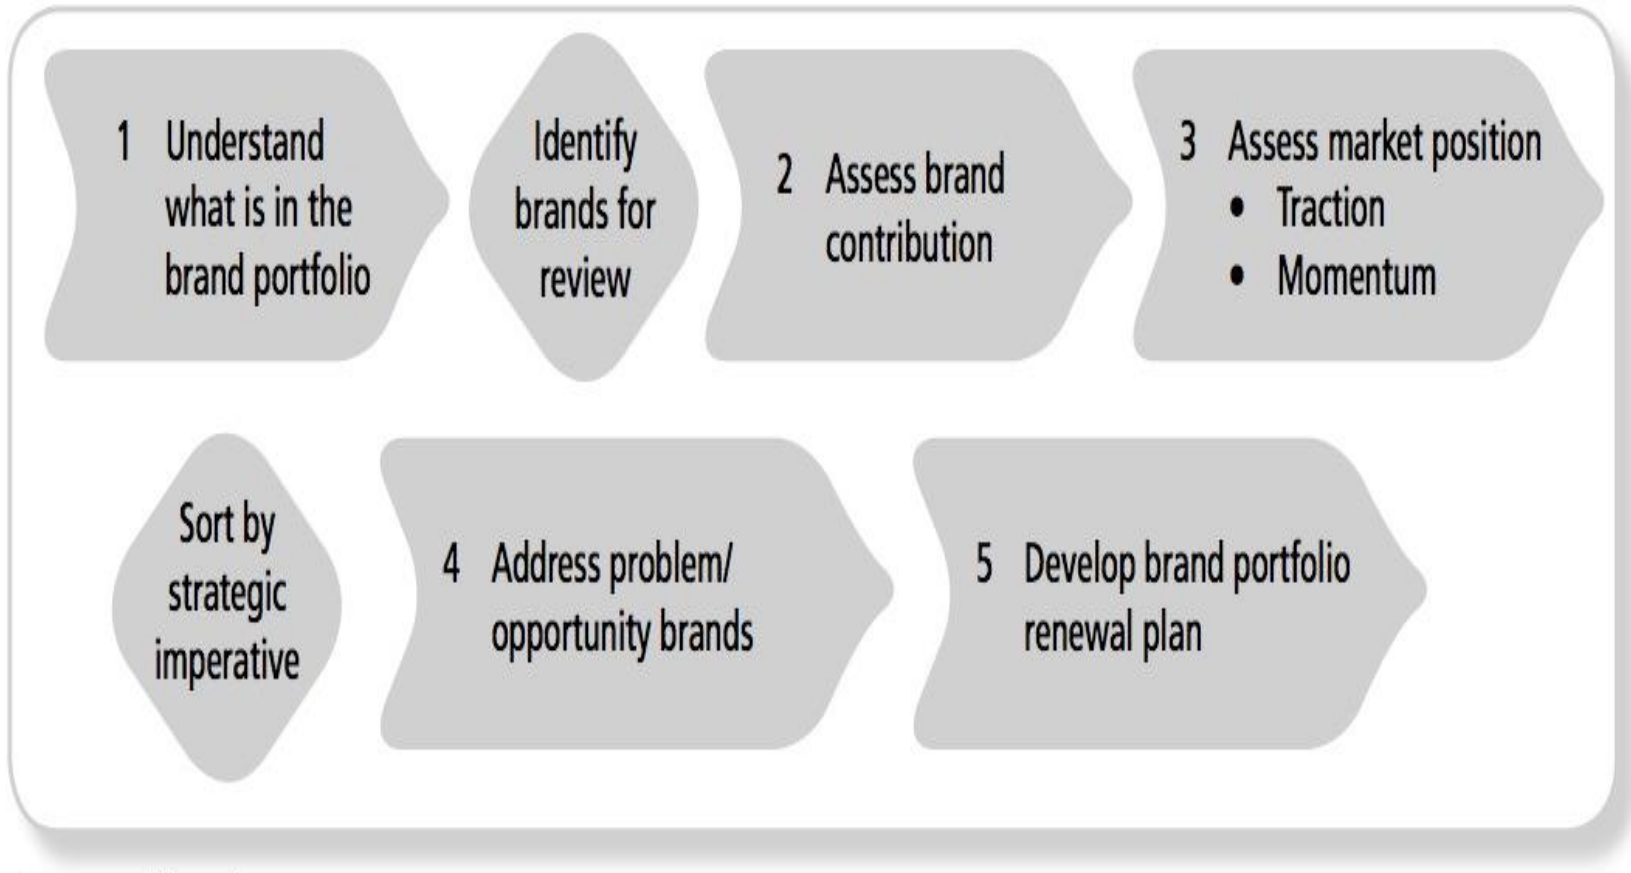 1 Understand
what is in the
brand portfolio
Identify
brands for
review
2 Assess brand
contribution
3 Assess market position
• Traction
• Momentum
Sort by
strategic
imperative
4 Address problem/
opportunity brands
5 Develop brand portfolio
renewal plan